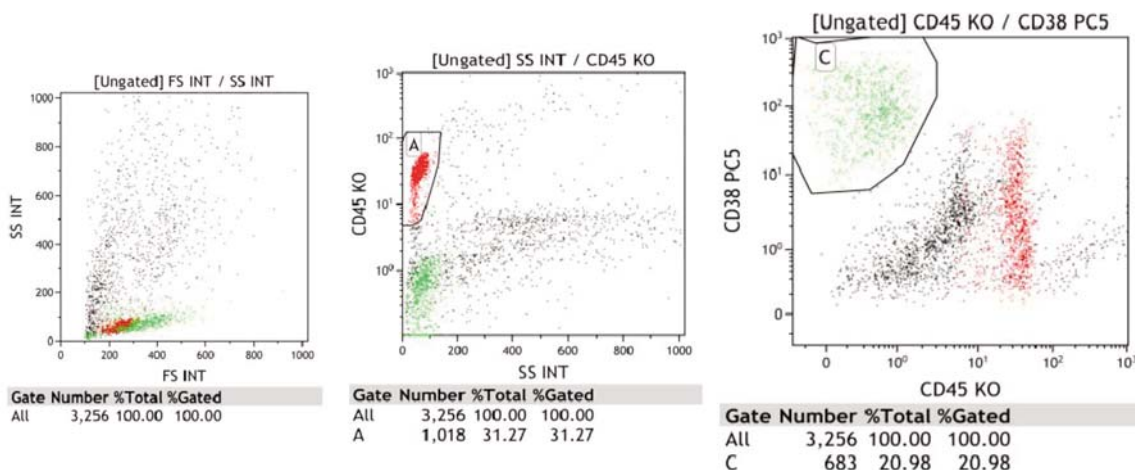 [Ungated] FS INT / SS INT
1000
800
600
400
200
0
SS INT
0 200 400 600 800 1000
FS INT
Gate Number %Total %Gated
All 3,256 100.00 100.00
[Ungated] SS INT / CD45 KO
10³
10²
10¹
10⁰
CD45 KO
A
0 200 400 600 800 1000
SS INT
Gate Number %Total %Gated
All 3,256 100.00 100.00
A 1,018 31.27 31.27
[Ungated] CD45 KO / CD38 PC5
10³
10²
10¹
10⁰
0
CD38 PC5
C
0 10⁰ 10¹ 10² 10³
CD45 KO
Gate Number %Total %Gated
All 3,256 100.00 100.00
C 683 20.98 20.98